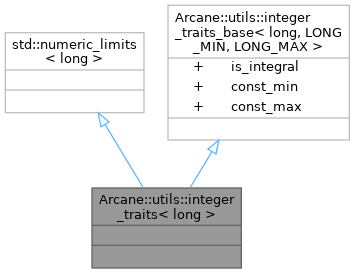 std::numeric_limits
< long >
Arcane::utils::integer
_traits_base< long, LONG
_MIN, LONG_MAX >
+ is_integral
+ const_min
+ const_max
Arcane::utils::integer
_traits< long >